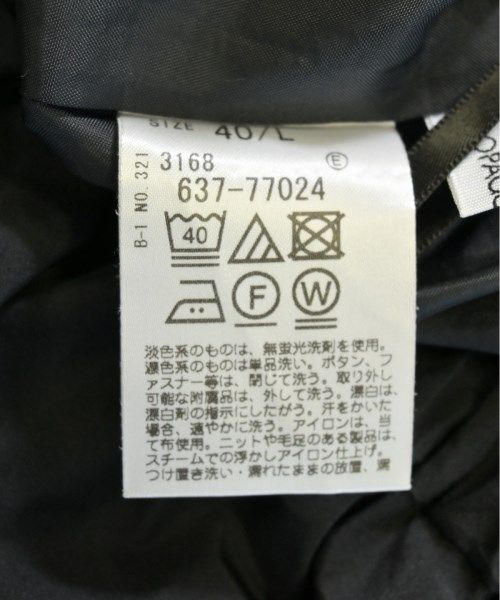 SIZE 40/L
B-1 NO. 321
3168 E
637-77024
40
F W
淡色系のものは、無蛍光洗剤を使用。
濃色系のものは単品洗い。ボタン、フ
ァスナー等は、閉じて洗う。取り外し
可能な附属品は、外して洗う。漂白は、
漂白剤の指示にしたがう。汗をかいた
場合、速やかに洗う。アイロンは、当
て布使用。ニットや毛足のある製品は、
スチームでの浮かしアイロン仕上げ。
つけ置き洗い・濡れたままの放置、濡